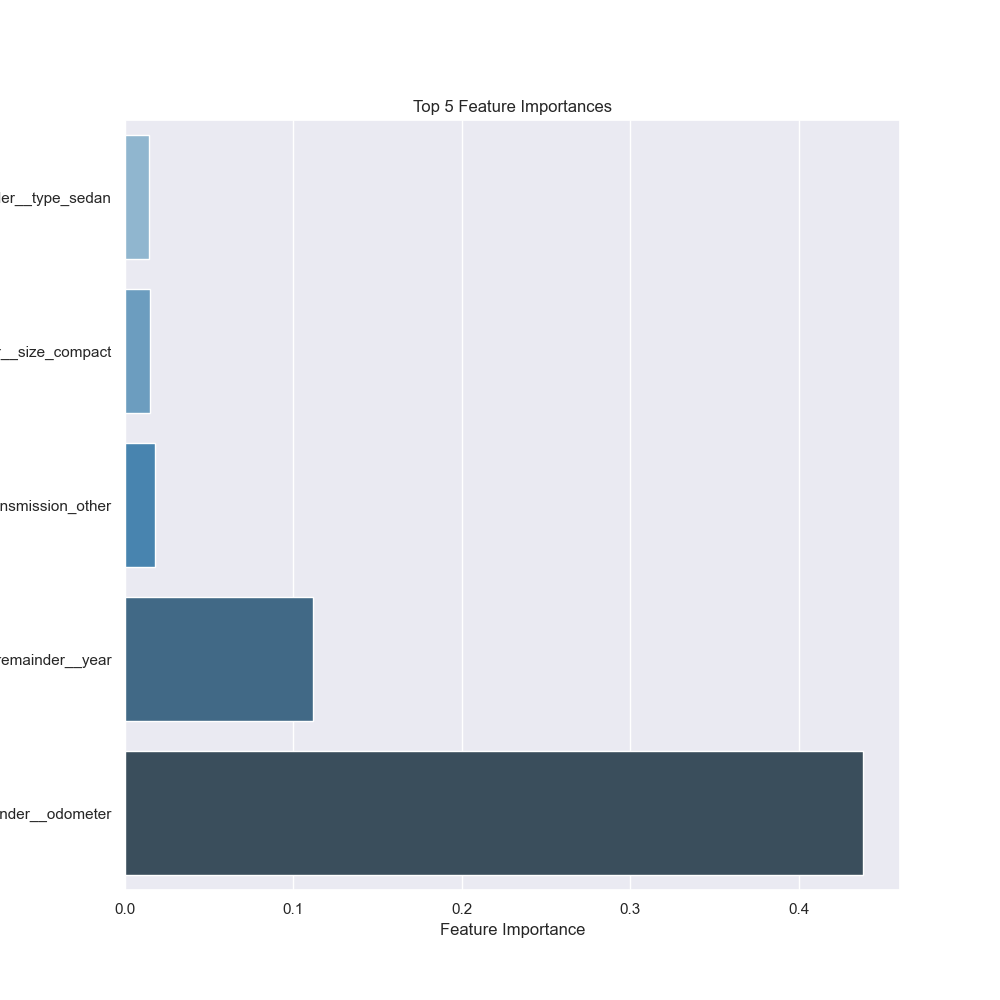 Top 5 Feature Importances
ler__type_sedan
__size_compact
nsmission_other
remainder__year
nder__odometer
0.0 0.1 0.2 0.3 0.4
Feature Importance